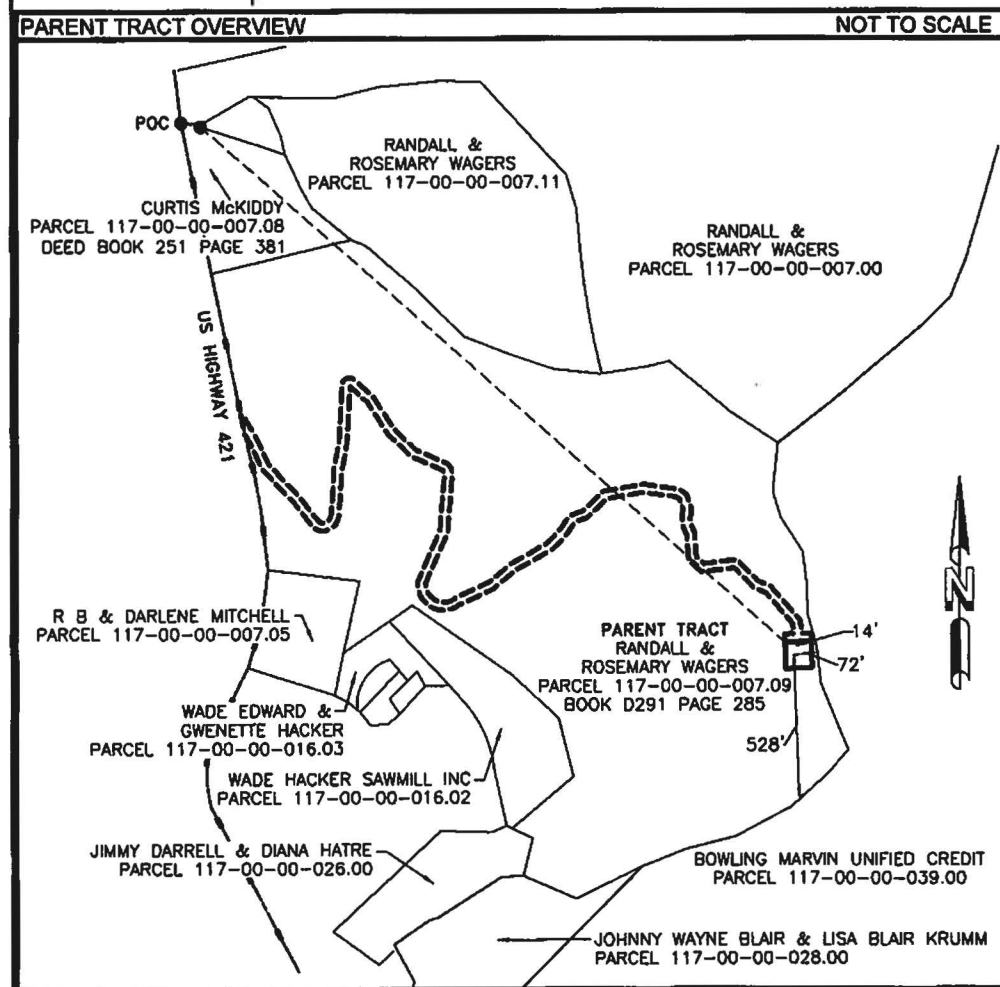 PARENT TRACT OVERVIEW
NOT TO SCALE
POC
RANDALL &
ROSEMARY WAGERS
PARCEL 117-00-00-007.11
CURTIS McKIDDY
PARCEL 117-00-00-007.08
DEED BOOK 251 PAGE 381
RANDALL &
ROSEMARY WAGERS
PARCEL 117-00-00-007.00
US HIGHWAY 421
N
R B & DARLENE MITCHELL
PARCEL 117-00-00-007.05
PARENT TRACT
RANDALL &
ROSEMARY WAGERS
PARCEL 117-00-00-007.09
BOOK D291 PAGE 285
14'
72'
528'
WADE EDWARD &
GWENETTE HACKER
PARCEL 117-00-00-016.03
WADE HACKER SAWMILL INC
PARCEL 117-00-00-016.02
JIMMY DARRELL & DIANA HATRE
PARCEL 117-00-00-026.00
BOWLING MARVIN UNIFIED CREDIT
PARCEL 117-00-00-039.00
JOHNNY WAYNE BLAIR & LISA BLAIR KRUMM
PARCEL 117-00-00-028.00